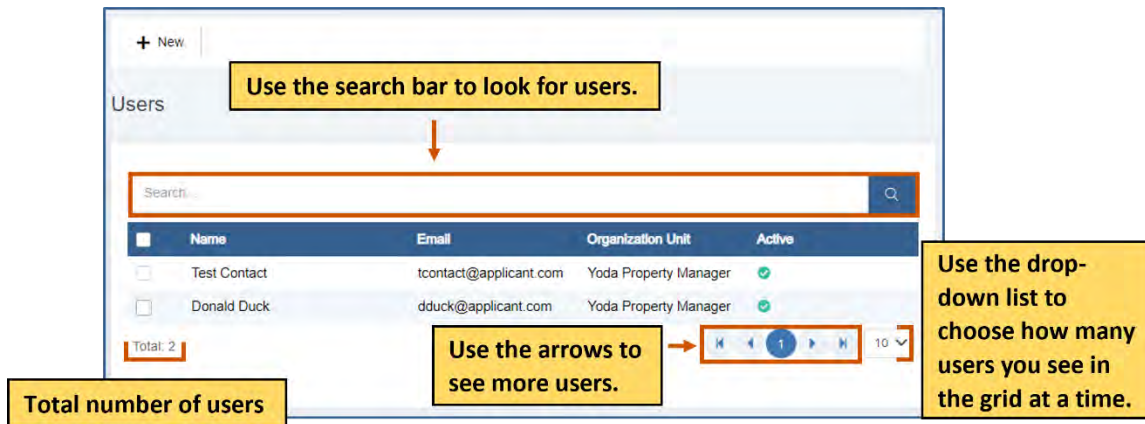 + New
Use the search bar to look for users.
Users
Search...
Name Email Organization Unit Active
Test Contact tcontact@applicant.com Yoda Property Manager
Donald Duck dduck@applicant.com Yoda Property Manager
Total: 2
1
10
Use the arrows to
see more users.
Use the drop-
down list to
choose how many
users you see in
the grid at a time.
Total number of users